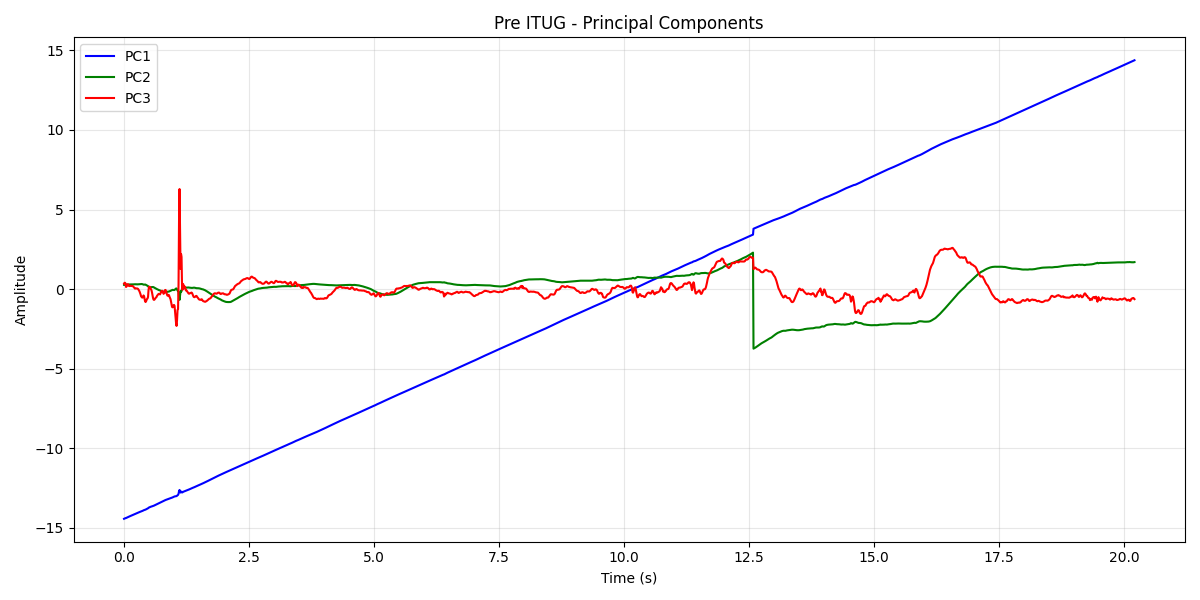 Pre ITUG - Principal Components
PC1
PC2
PC3
Amplitude
15
10
5
0
−5
−10
−15
0.0 2.5 5.0 7.5 10.0 12.5 15.0 17.5 20.0
Time (s)